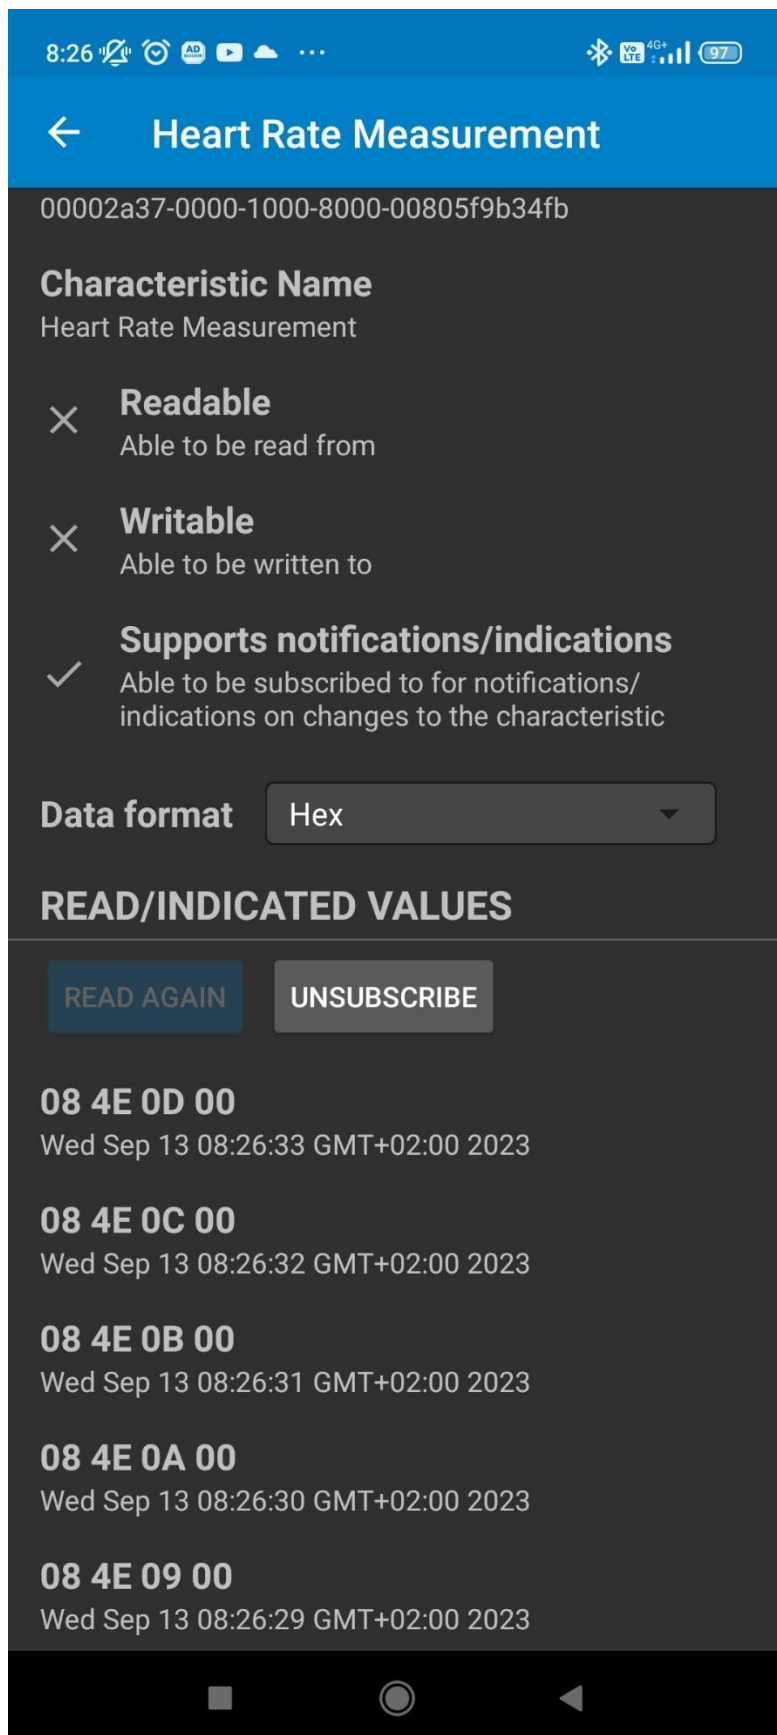 8:26
AD
...
Vo LTE 4G+ 97
Heart Rate Measurement
00002a37-0000-1000-8000-00805f9b34fb
Characteristic Name
Heart Rate Measurement
Readable
Able to be read from
Writable
Able to be written to
Supports notifications/indications
Able to be subscribed to for notifications/
indications on changes to the characteristic
Data format Hex
READ/INDICATED VALUES
READ AGAIN UNSUBSCRIBE
08 4E 0D 00
Wed Sep 13 08:26:33 GMT+02:00 2023
08 4E 0C 00
Wed Sep 13 08:26:32 GMT+02:00 2023
08 4E 0B 00
Wed Sep 13 08:26:31 GMT+02:00 2023
08 4E 0A 00
Wed Sep 13 08:26:30 GMT+02:00 2023
08 4E 09 00
Wed Sep 13 08:26:29 GMT+02:00 2023